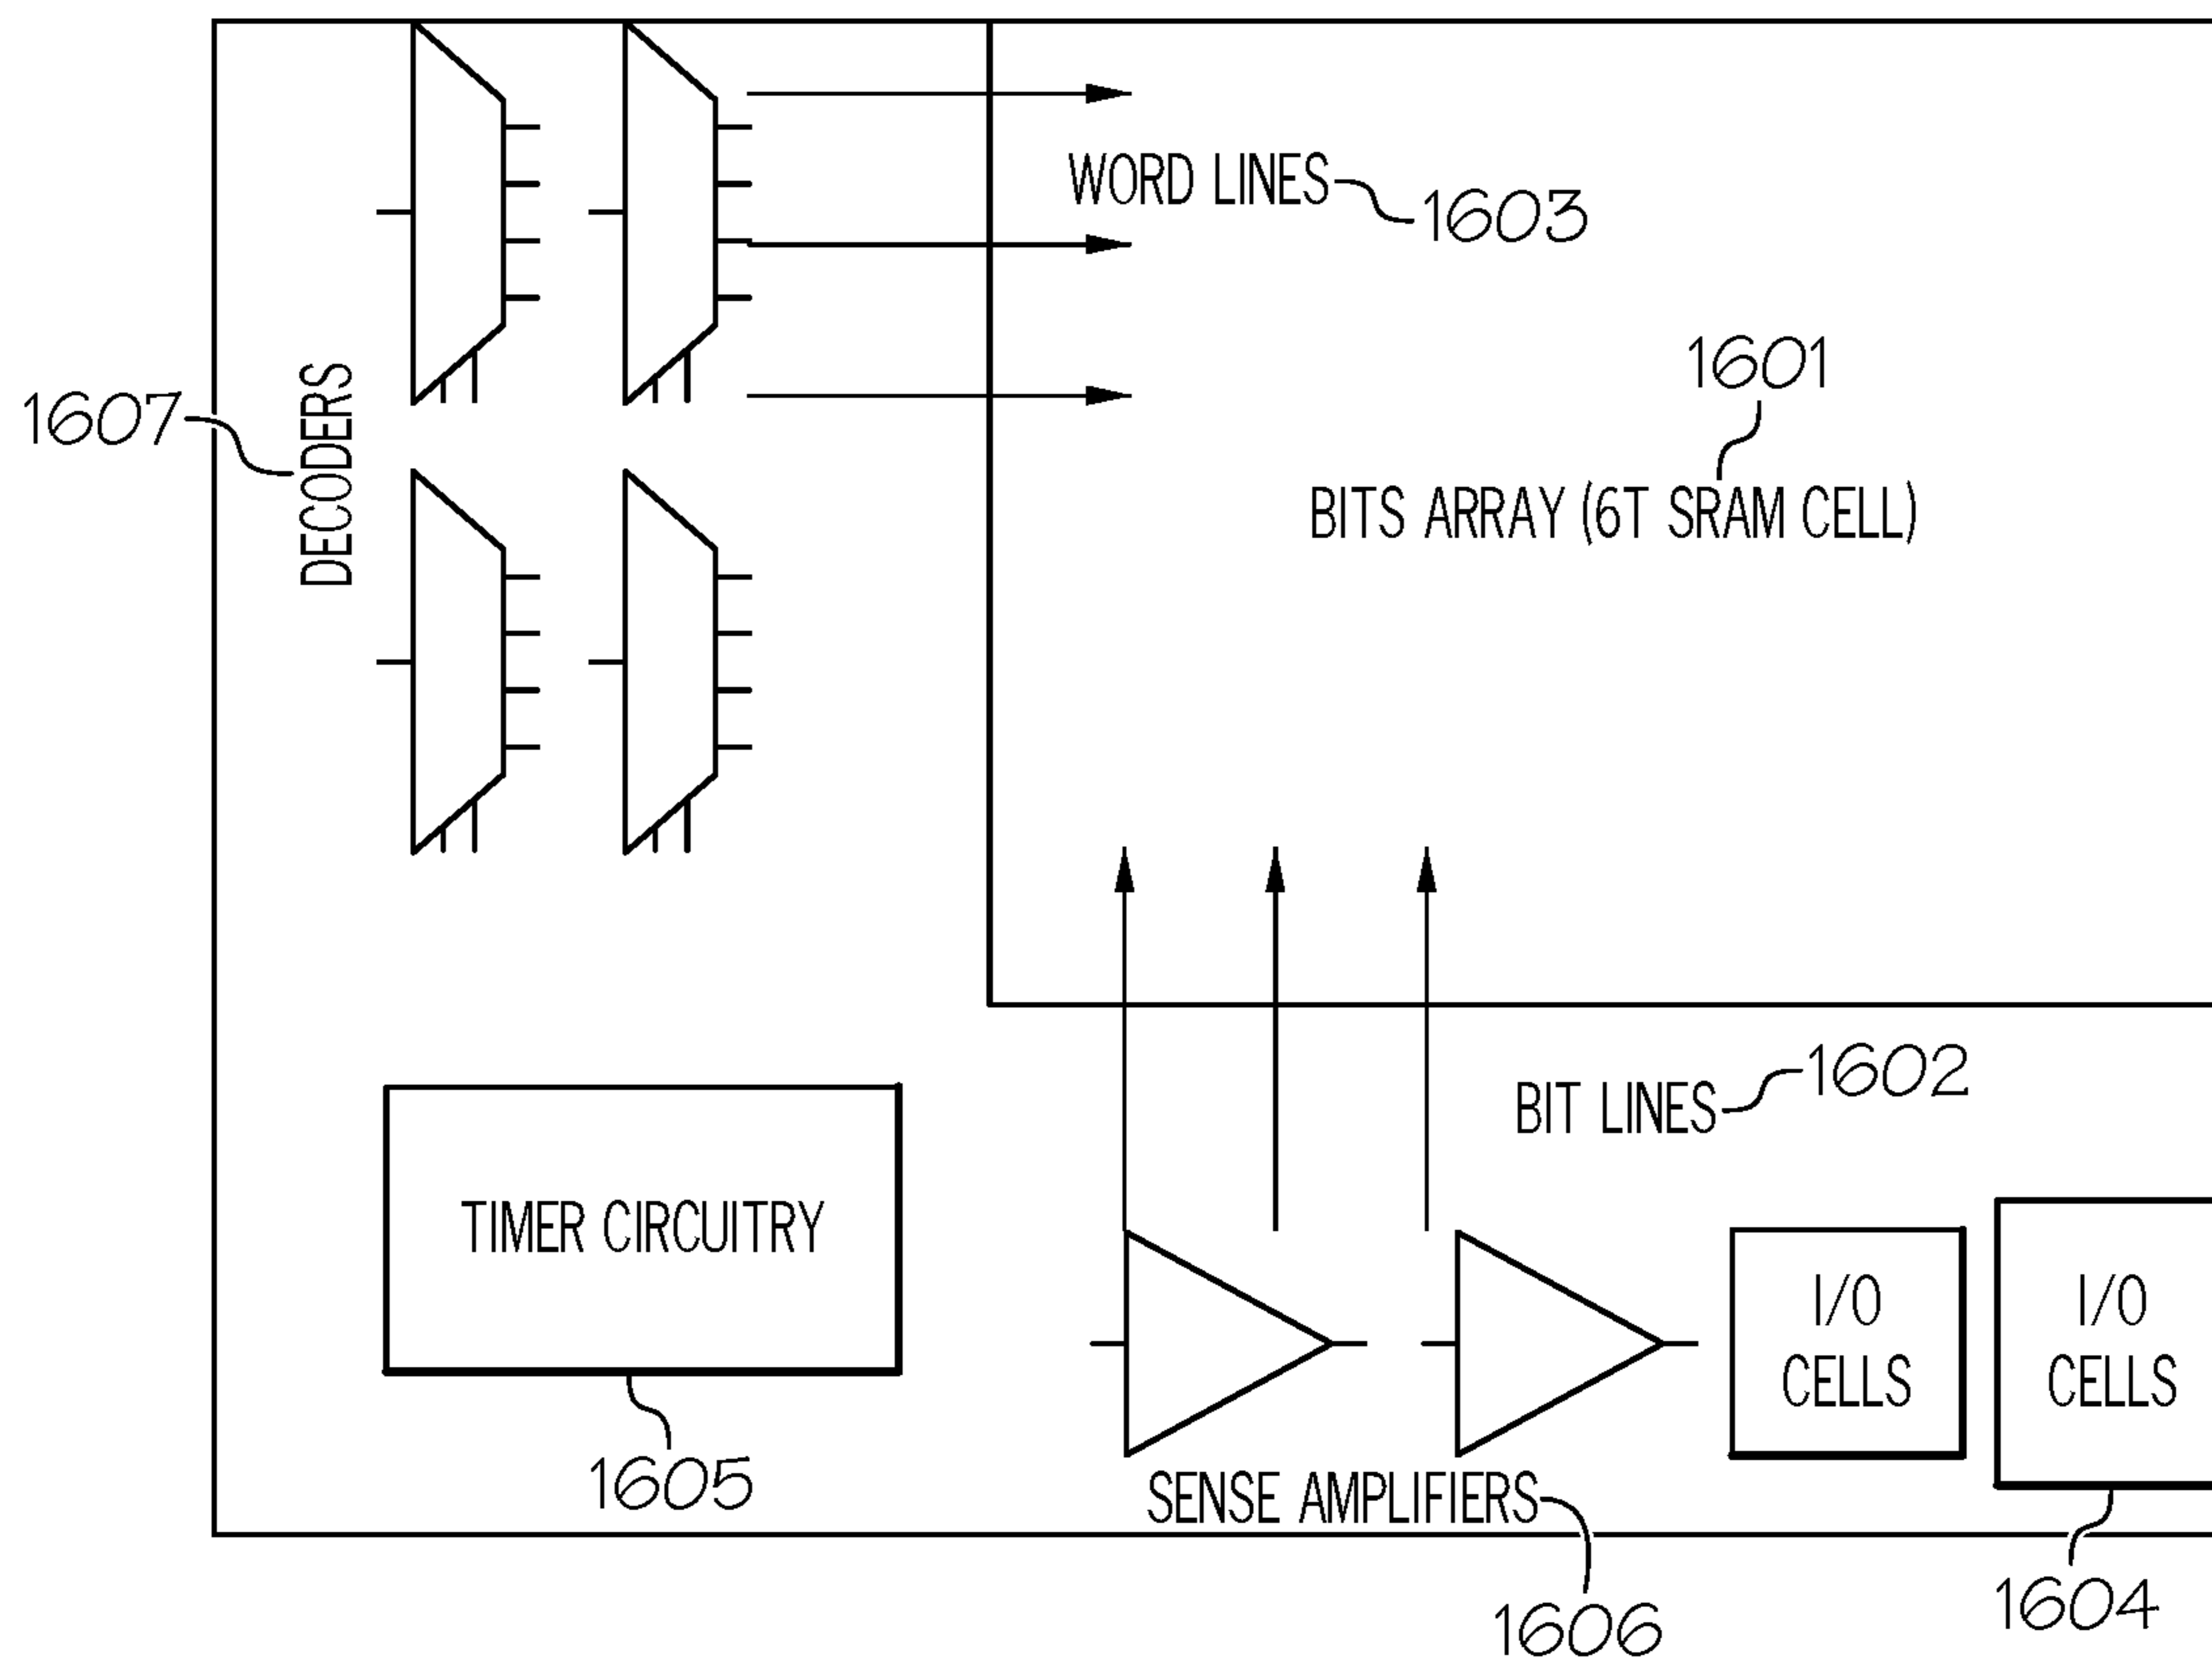 WORD LINES
1603
1601
1607
DECODERS
BITS ARRAY (6T SRAM CELL)
BIT LINES
1602
TIMER CIRCUITRY
I/O
CELLS
I/O
CELLS
1605
SENSE AMPLIFIERS
1606
1604